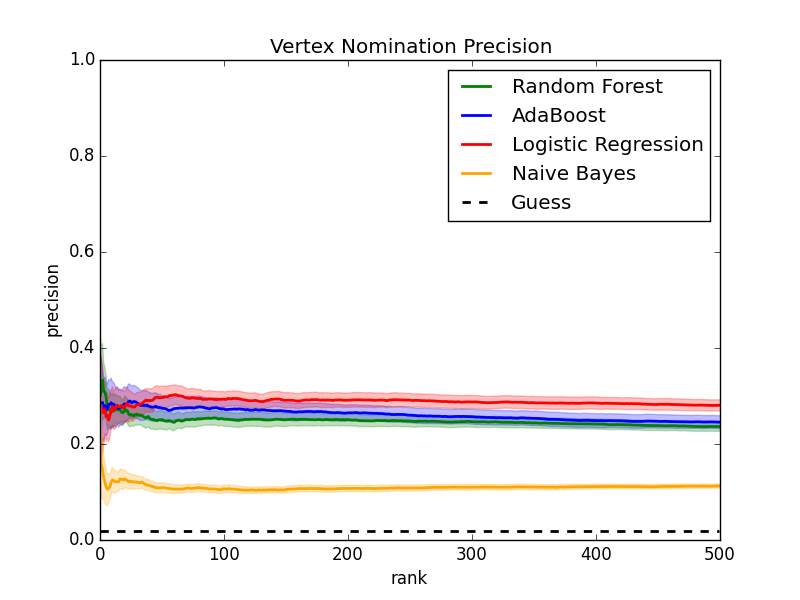 Vertex Nomination Precision
1.0
0.8
0.6
0.4
0.2
0.0
precision
Random Forest
AdaBoost
Logistic Regression
Naive Bayes
Guess
0 100 200 300 400 500
rank